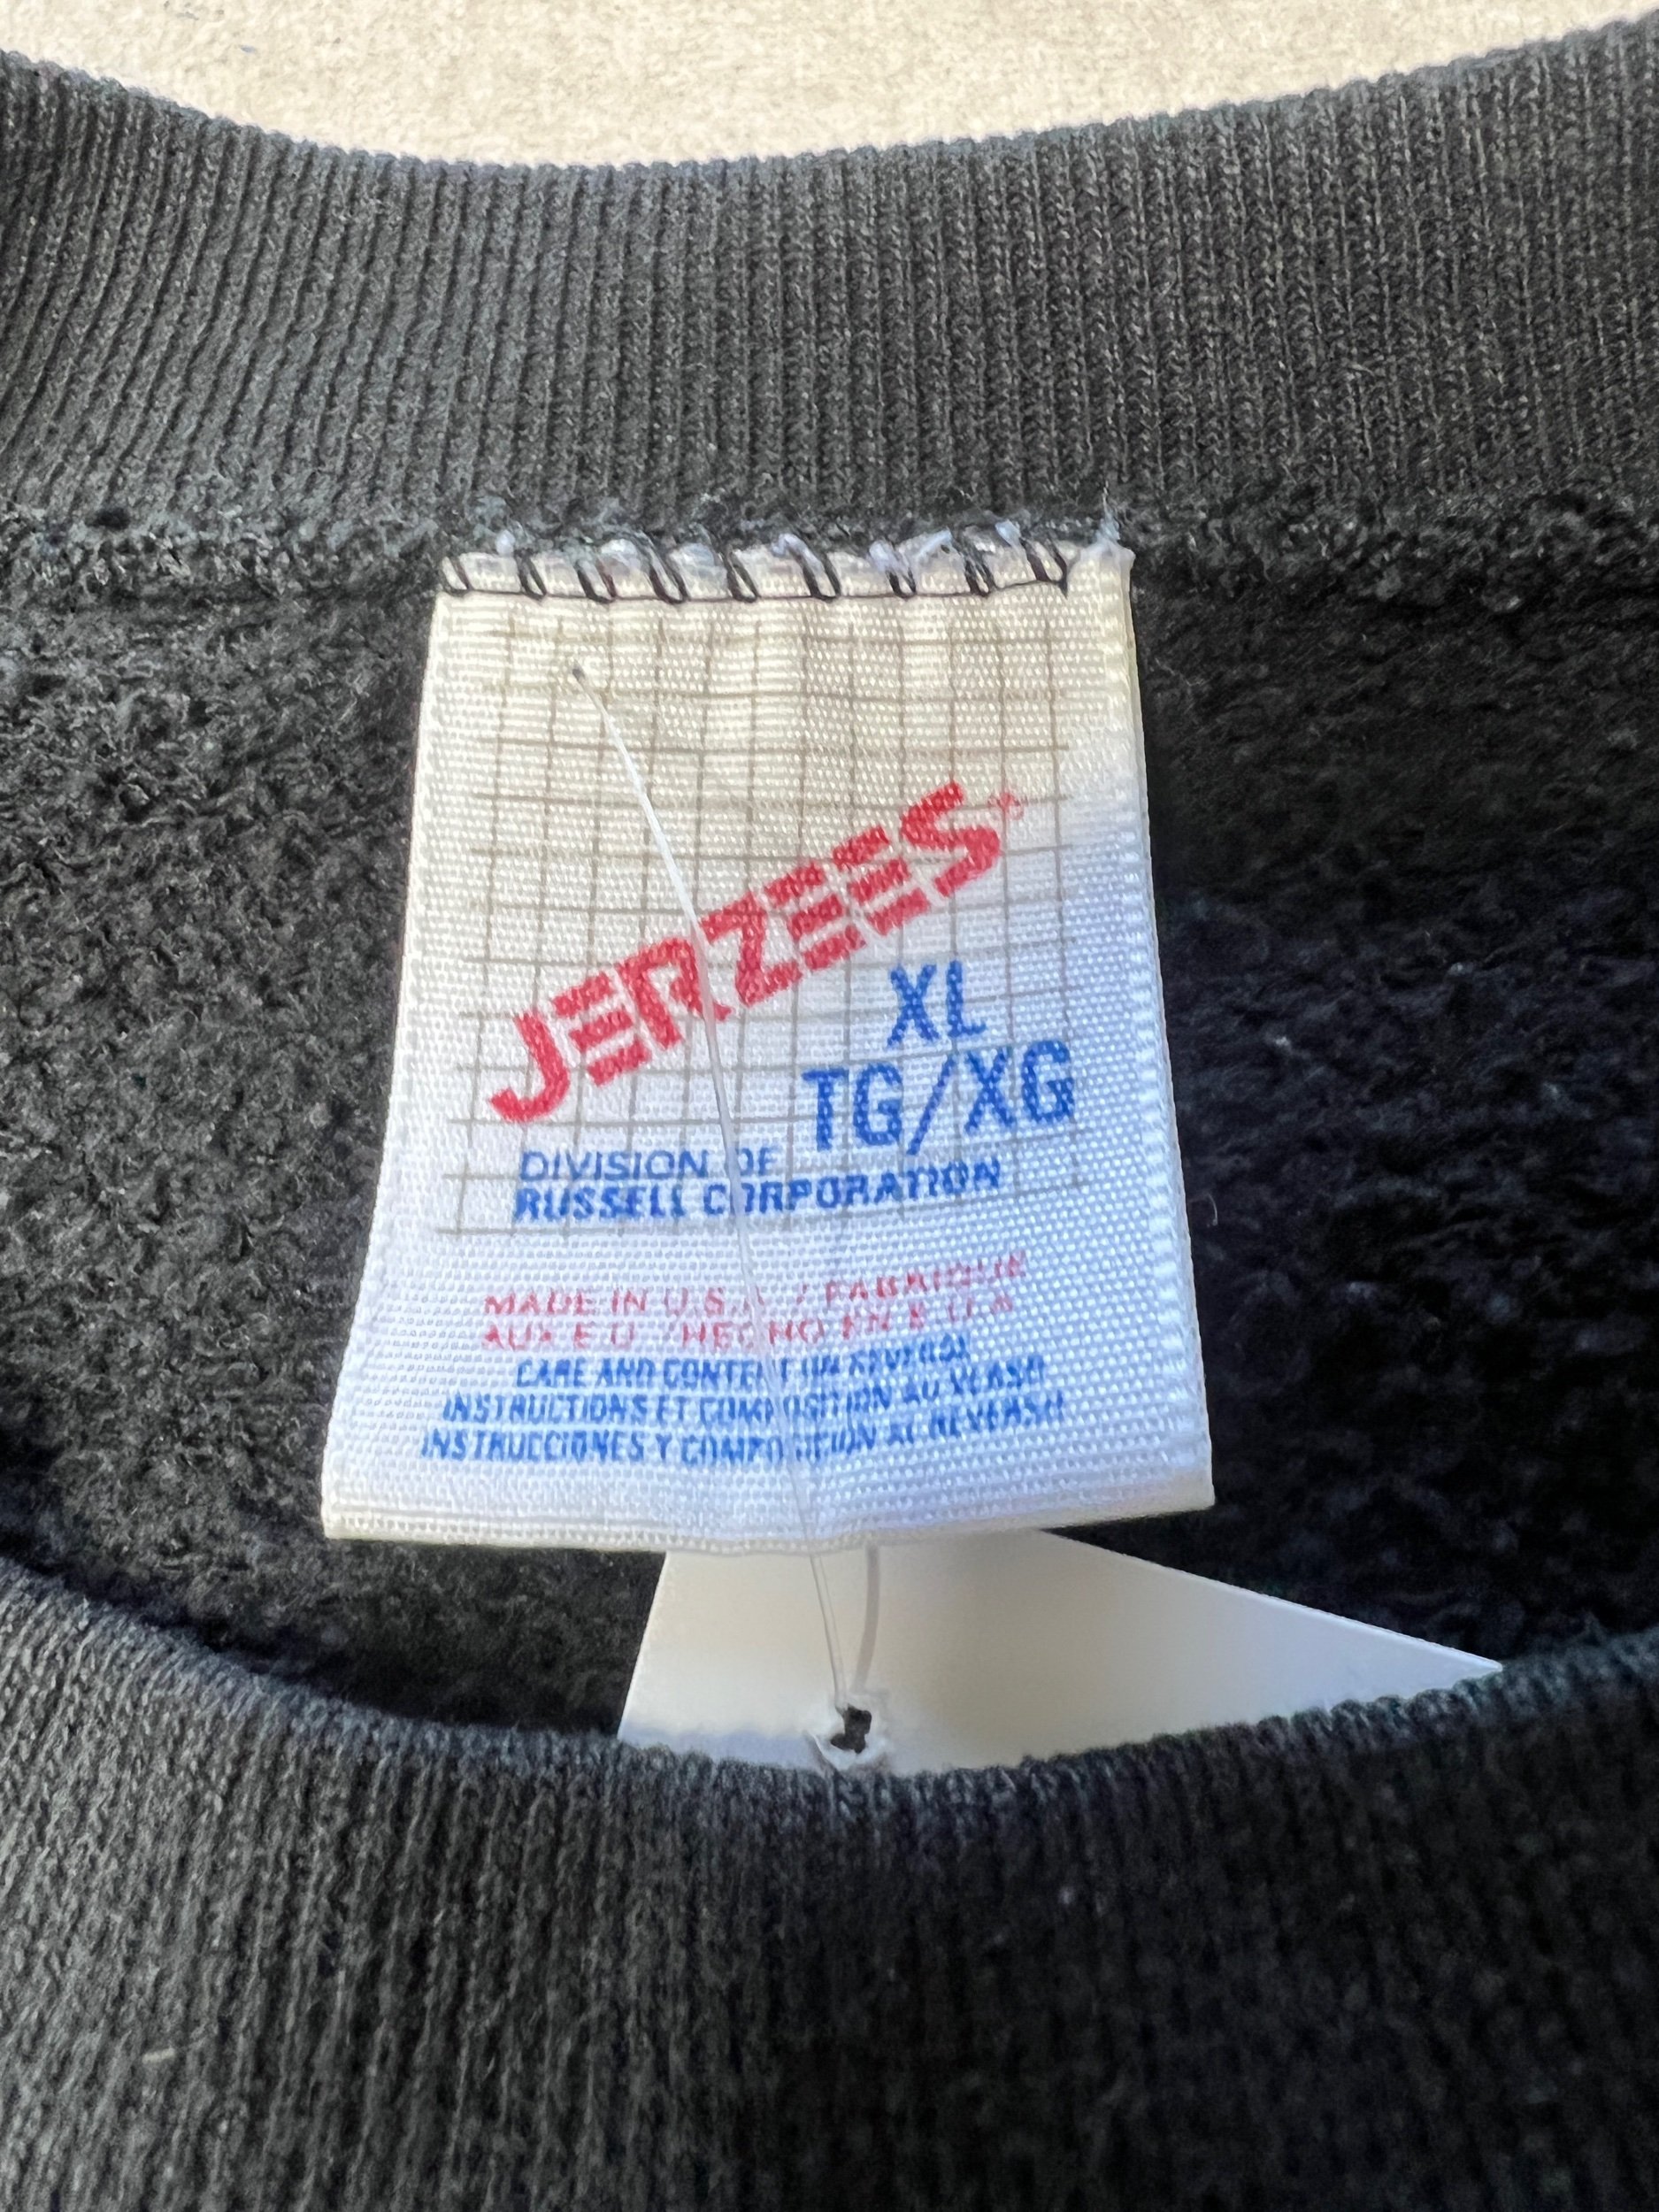 JERZEES®
XL
TG/XG
DIVISION OF
RUSSELL CORPORATION
MADE IN U.S.A. / FABRIQUE
AUX E U / HECHO EN E U A
CARE AND CONTENT ON REVERSE
INSTRUCTIONS ET COMPOSITION AU VERSO
INSTRUCCIONES Y COMPOSICION AL REVERSO